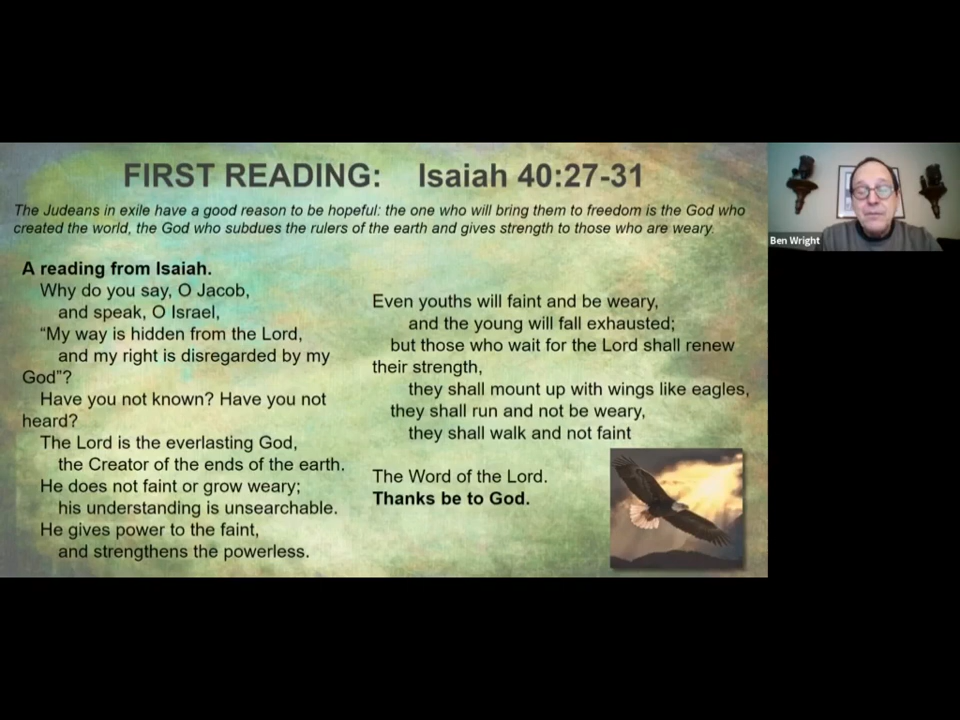 FIRST READING: Isaiah 40:27-31
The Judeans in exile have a good reason to be hopeful: the one who will bring them to freedom is the God who
created the world, the God who subdues the rulers of the earth and gives strength to those who are weary.
A reading from Isaiah.
Why do you say, O Jacob,
and speak, O Israel,
“My way is hidden from the Lord,
and my right is disregarded by my
God”?
Have you not known? Have you not
heard?
The Lord is the everlasting God,
the Creator of the ends of the earth.
He does not faint or grow weary;
his understanding is unsearchable.
He gives power to the faint,
and strengthens the powerless.
Even youths will faint and be weary,
and the young will fall exhausted;
but those who wait for the Lord shall renew
their strength,
they shall mount up with wings like eagles,
they shall run and not be weary,
they shall walk and not faint
The Word of the Lord.
Thanks be to God.
Ben Wright